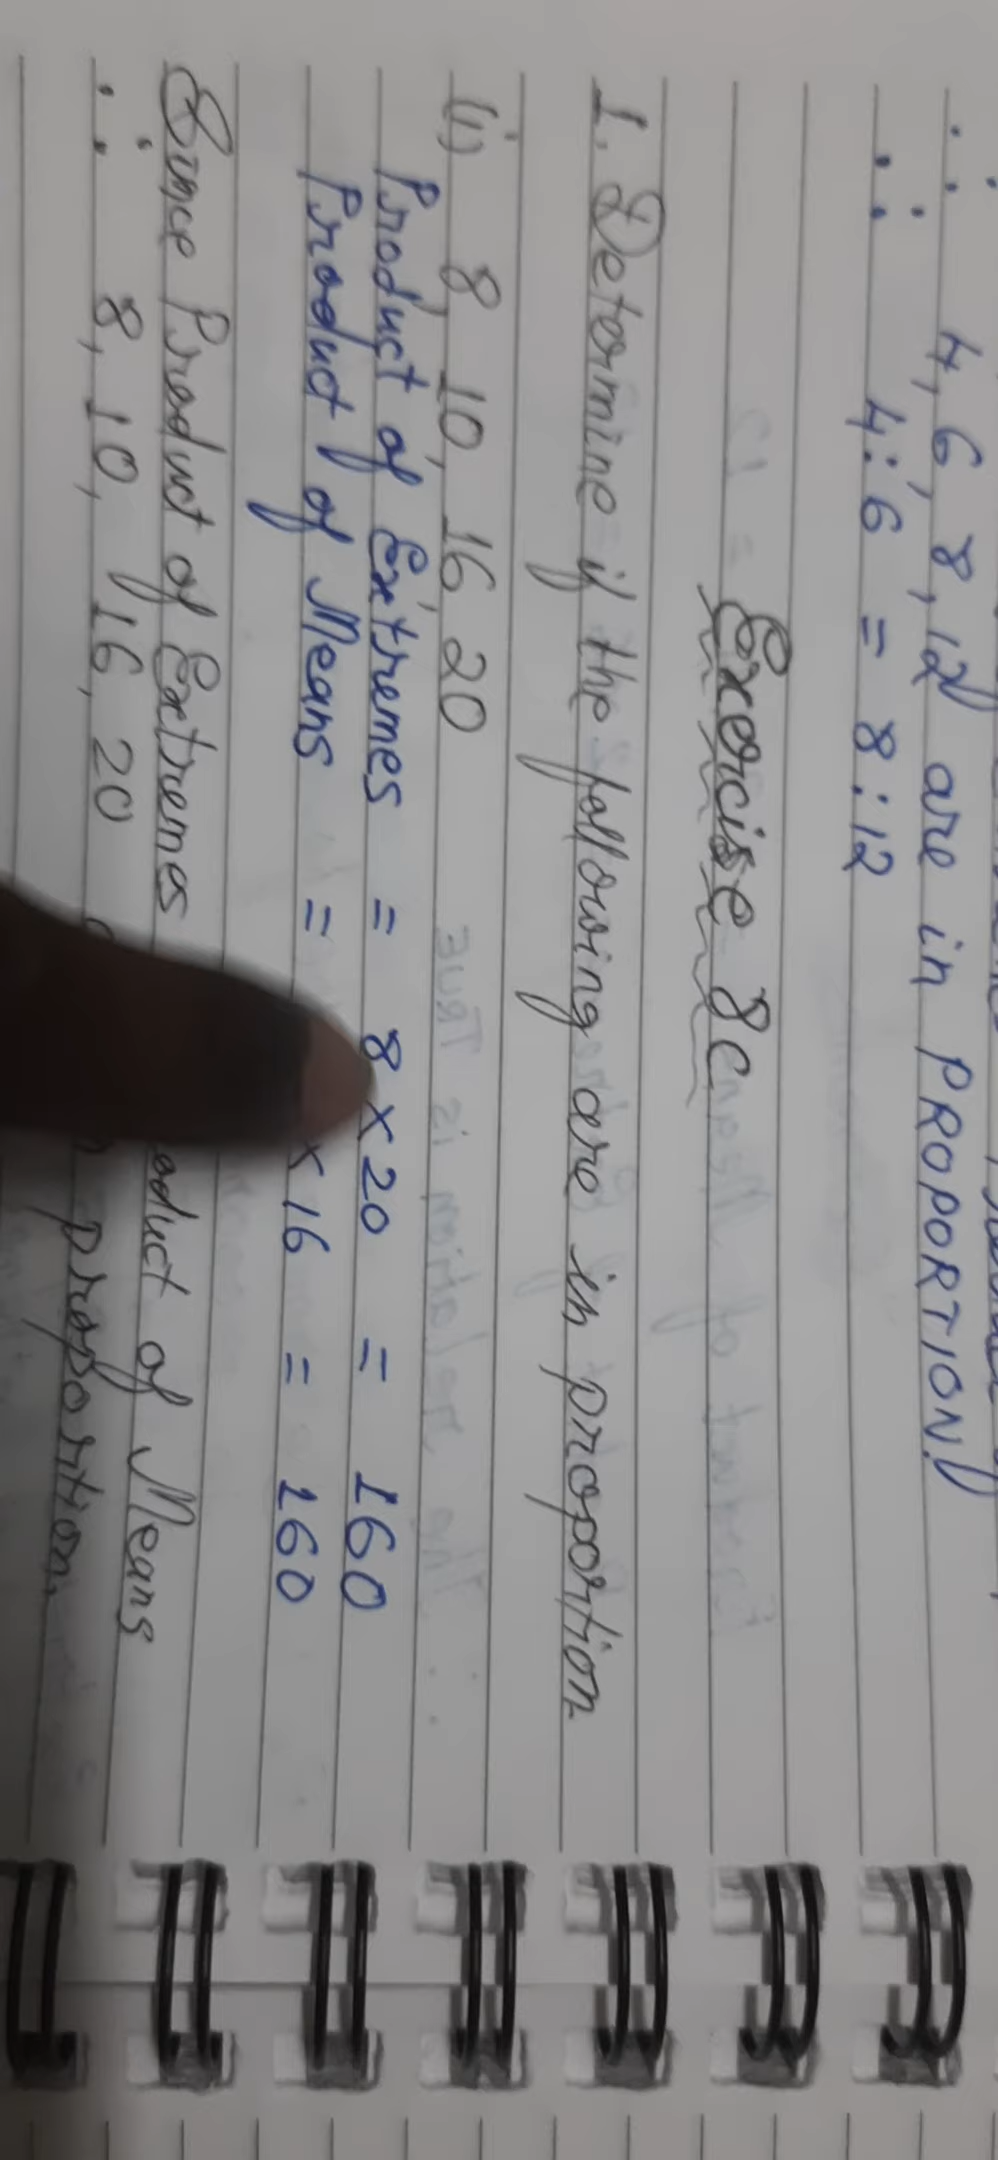 ∴ 4, 6, 8, 12 are in PROPORTION!
∴ 4:6 = 8:12
Exercise 8c
1. Determine if the following are in proportion
i) 8, 10, 16, 20
Product of Extremes = 8 × 20 = 160
Product of Means = × 16 = 160
Since Product of Extremes Means of
∴ 8, 10, 16, 20 proportion.